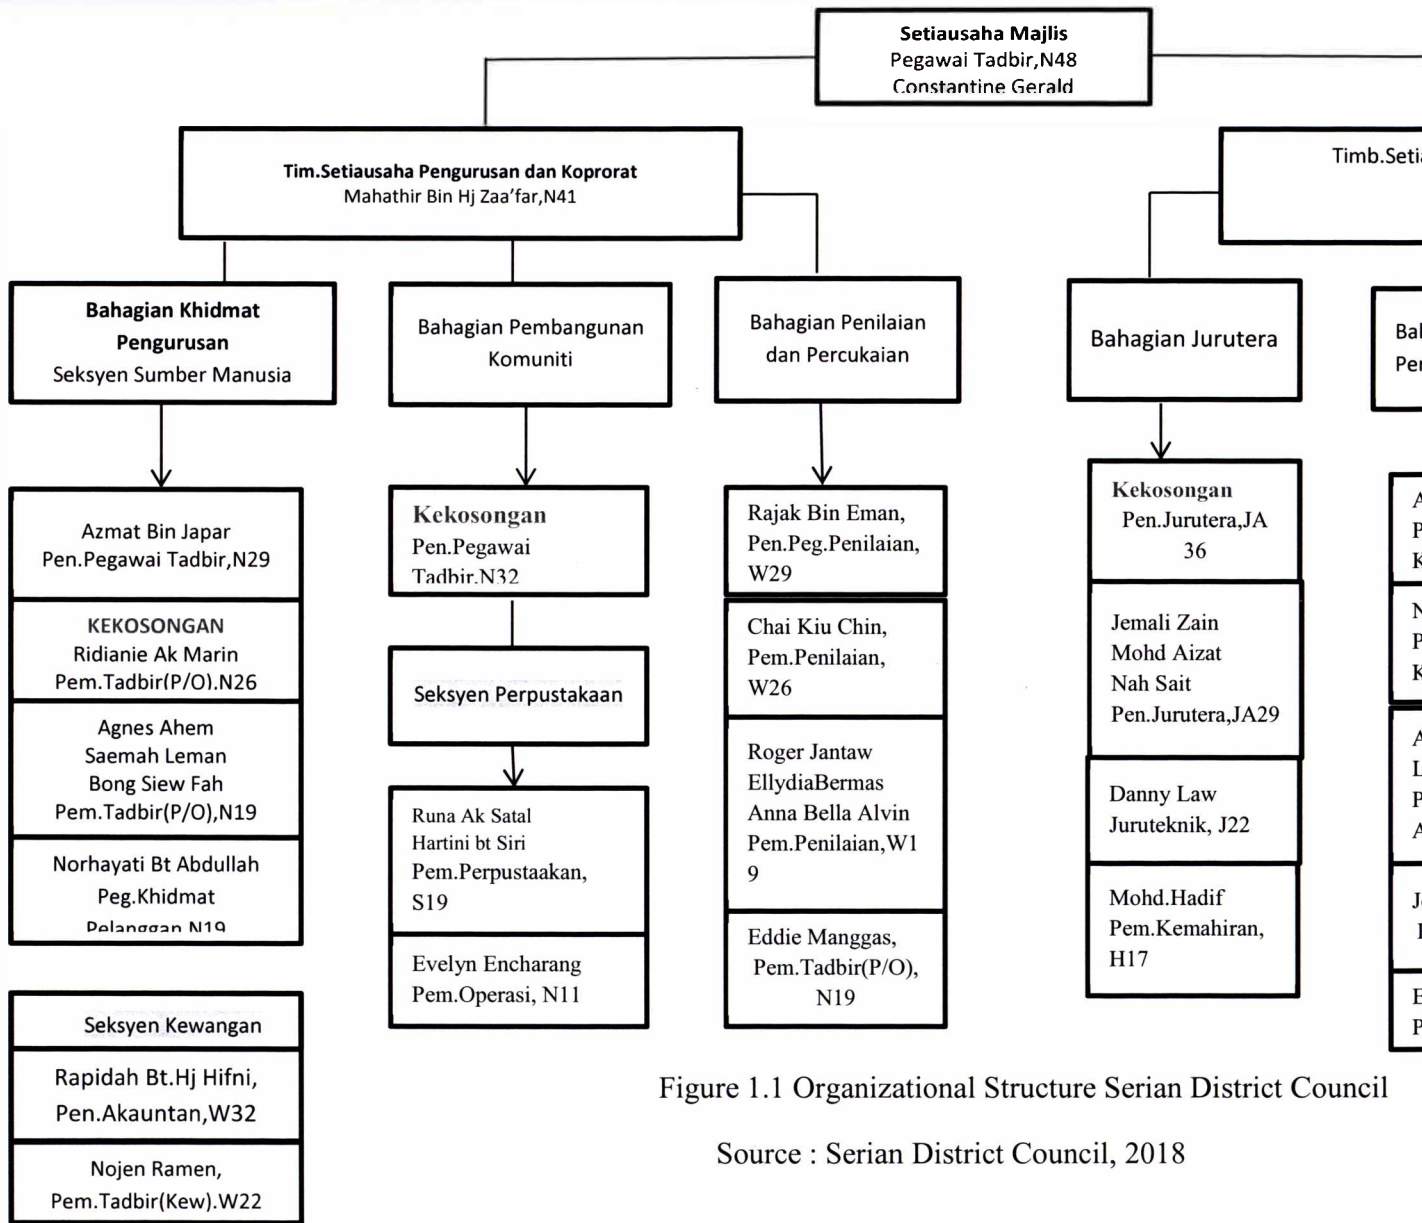 Setiausaha Majlis
Pegawai Tadbir,N48
Constantine Gerald
Tim.Setiausaha Pengurusan dan Koprorat
Mahathir Bin Hj Zaa'far,N41
Bahagian Khidmat
Pengurusan
Seksyen Sumber Manusia
Azmat Bin Japar
Pen.Pegawai Tadbir,N29
KEKOSONGAN
Ridianie Ak Marin
Pem.Tadbir(P/O).N26
Agnes Ahem
Saemah Leman
Bong Siew Fah
Pem.Tadbir(P/O),N19
Norhayati Bt Abdullah
Peg.Khidmat
Pelanggan N19
Seksyen Kewangan
Rapidah Bt.Hj Hifni,
Pen.Akauntan,W32
Nojen Ramen,
Pem.Tadbir(Kew).W22
Bahagian Pembangunan
Komuniti
Kekosongan
Pen.Pegawai
Tadbir.N32
Seksyen Perpustakaan
Runa Ak Satal
Hartini bt Siri
Pem.Perpustaakan,
S19
Evelyn Encharang
Pem.Operasi, N11
Bahagian Penilaian
dan Percukaian
Rajak Bin Eman,
Pen.Peg.Penilaian,
W29
Chai Kiu Chin,
Pem.Penilaian,
W26
Roger Jantaw
EllydiaBermas
Anna Bella Alvin
Pem.Penilaian,W1
9
Eddie Manggas,
Pem.Tadbir(P/O),
N19
Timb.Setia
Bahagian Jurutera
Kekosongan
Pen.Jurutera,JA
36
Jemali Zain
Mohd Aizat
Nah Sait
Pen.Jurutera,JA29
Danny Law
Juruteknik, J22
Mohd.Hadif
Pem.Kemahiran,
H17
Figure 1.1 Organizational Structure Serian District Council
Source : Serian District Council, 2018